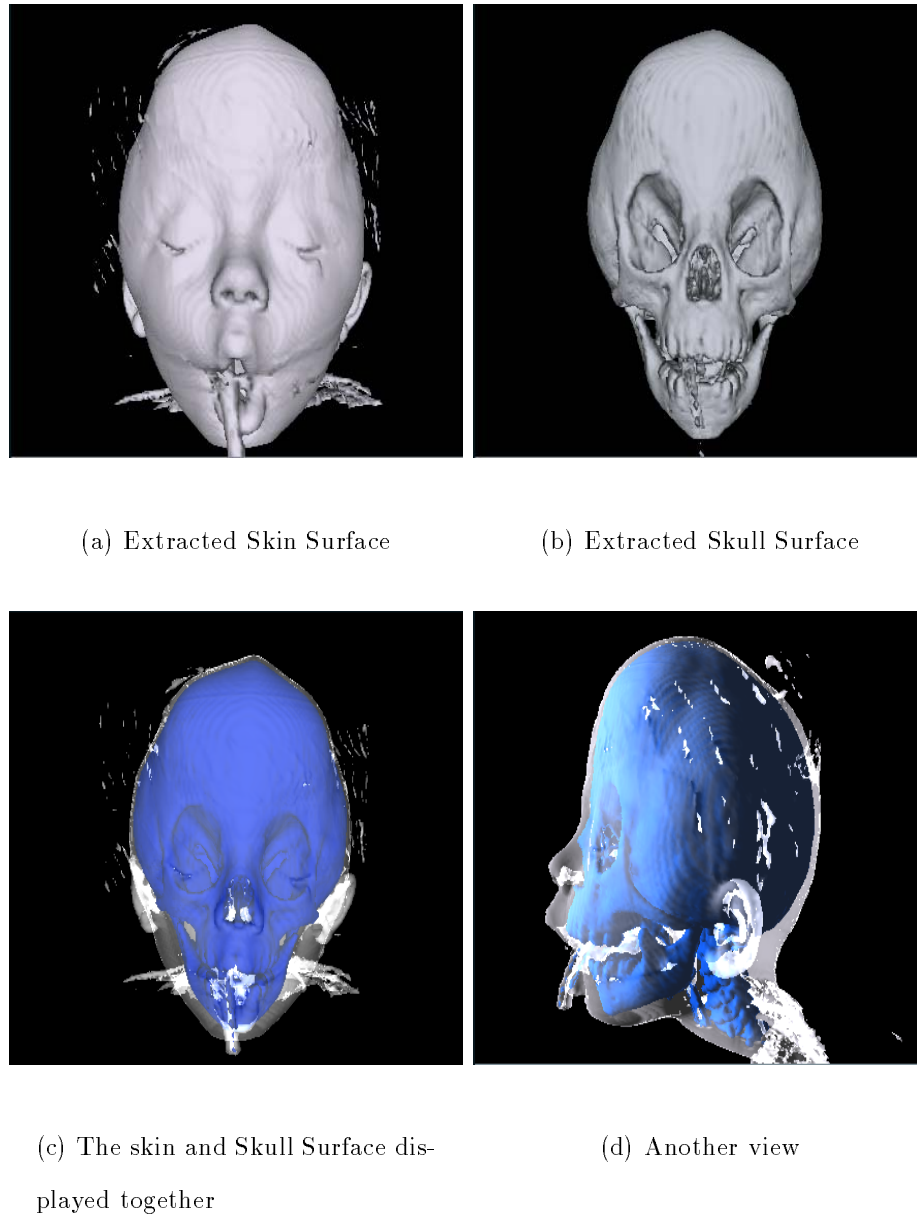 (a) Extracted Skin Surface
(b) Extracted Skull Surface
(c) The skin and Skull Surface dis-
played together
(d) Another view